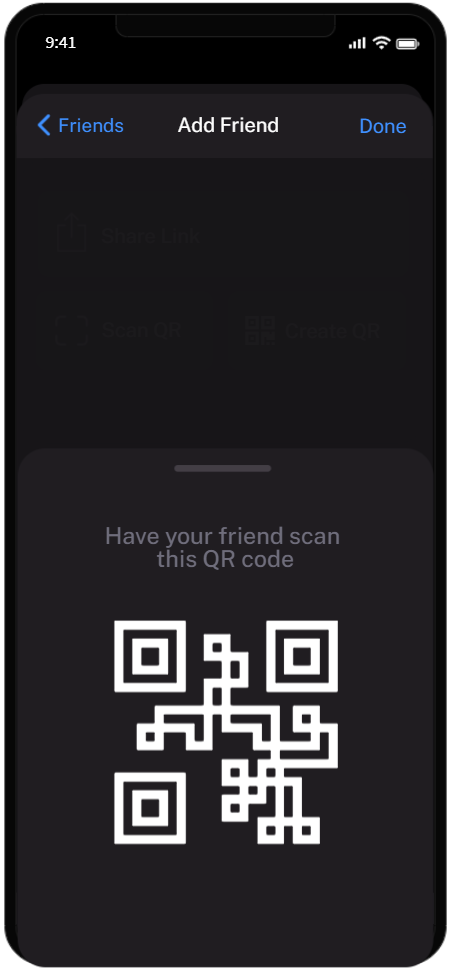 9:41
Friends
Add Friend
Done
Share Link
Scan QR
Create QR
Have your friend scan
this QR code